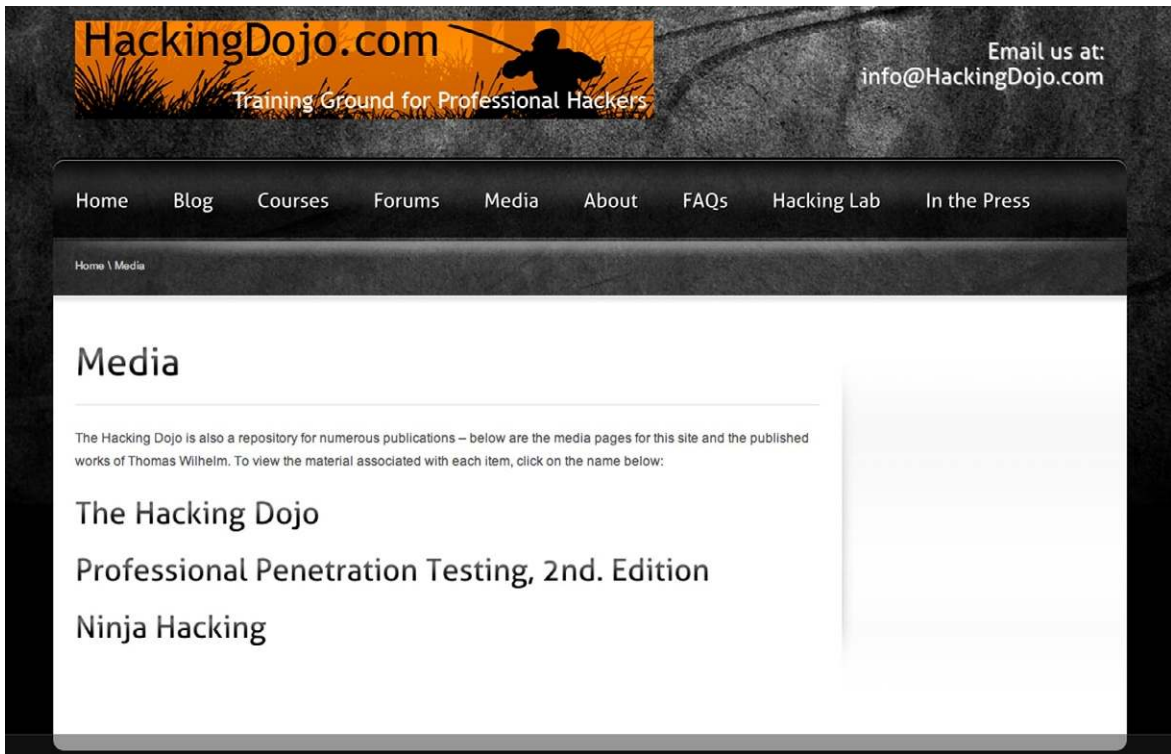 HackingDojo.com
Training Ground for Professional Hackers
Email us at:
info@HackingDojo.com
Home Blog Courses Forums Media About FAQs Hacking Lab In the Press
Home \ Media
Media
The Hacking Dojo is also a repository for numerous publications – below are the media pages for this site and the published
works of Thomas Wilhelm. To view the material associated with each item, click on the name below:
The Hacking Dojo
Professional Penetration Testing, 2nd. Edition
Ninja Hacking